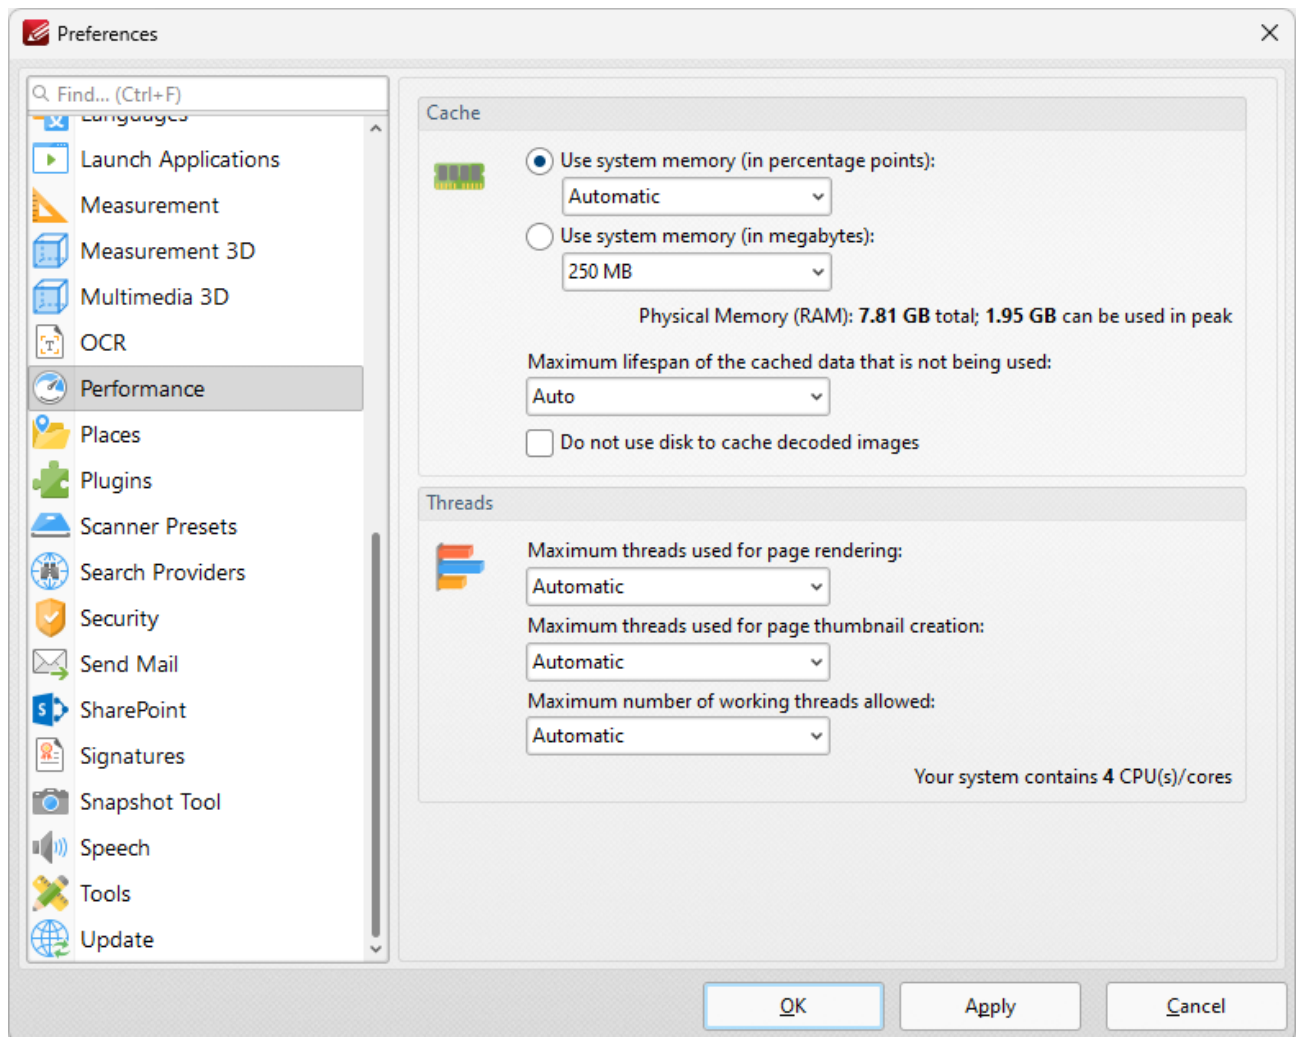 Preferences
Find... (Ctrl+F)
Languages
Launch Applications
Measurement
Measurement 3D
Multimedia 3D
OCR
Performance
Places
Plugins
Scanner Presets
Search Providers
Security
Send Mail
SharePoint
Signatures
Snapshot Tool
Speech
Tools
Update
Cache
Use system memory (in percentage points):
Automatic
Use system memory (in megabytes):
250 MB
Physical Memory (RAM): 7.81 GB total; 1.95 GB can be used in peak
Maximum lifespan of the cached data that is not being used:
Auto
Do not use disk to cache decoded images
Threads
Maximum threads used for page rendering:
Automatic
Maximum threads used for page thumbnail creation:
Automatic
Maximum number of working threads allowed:
Automatic
Your system contains 4 CPU(s)/cores
OK
Apply
Cancel